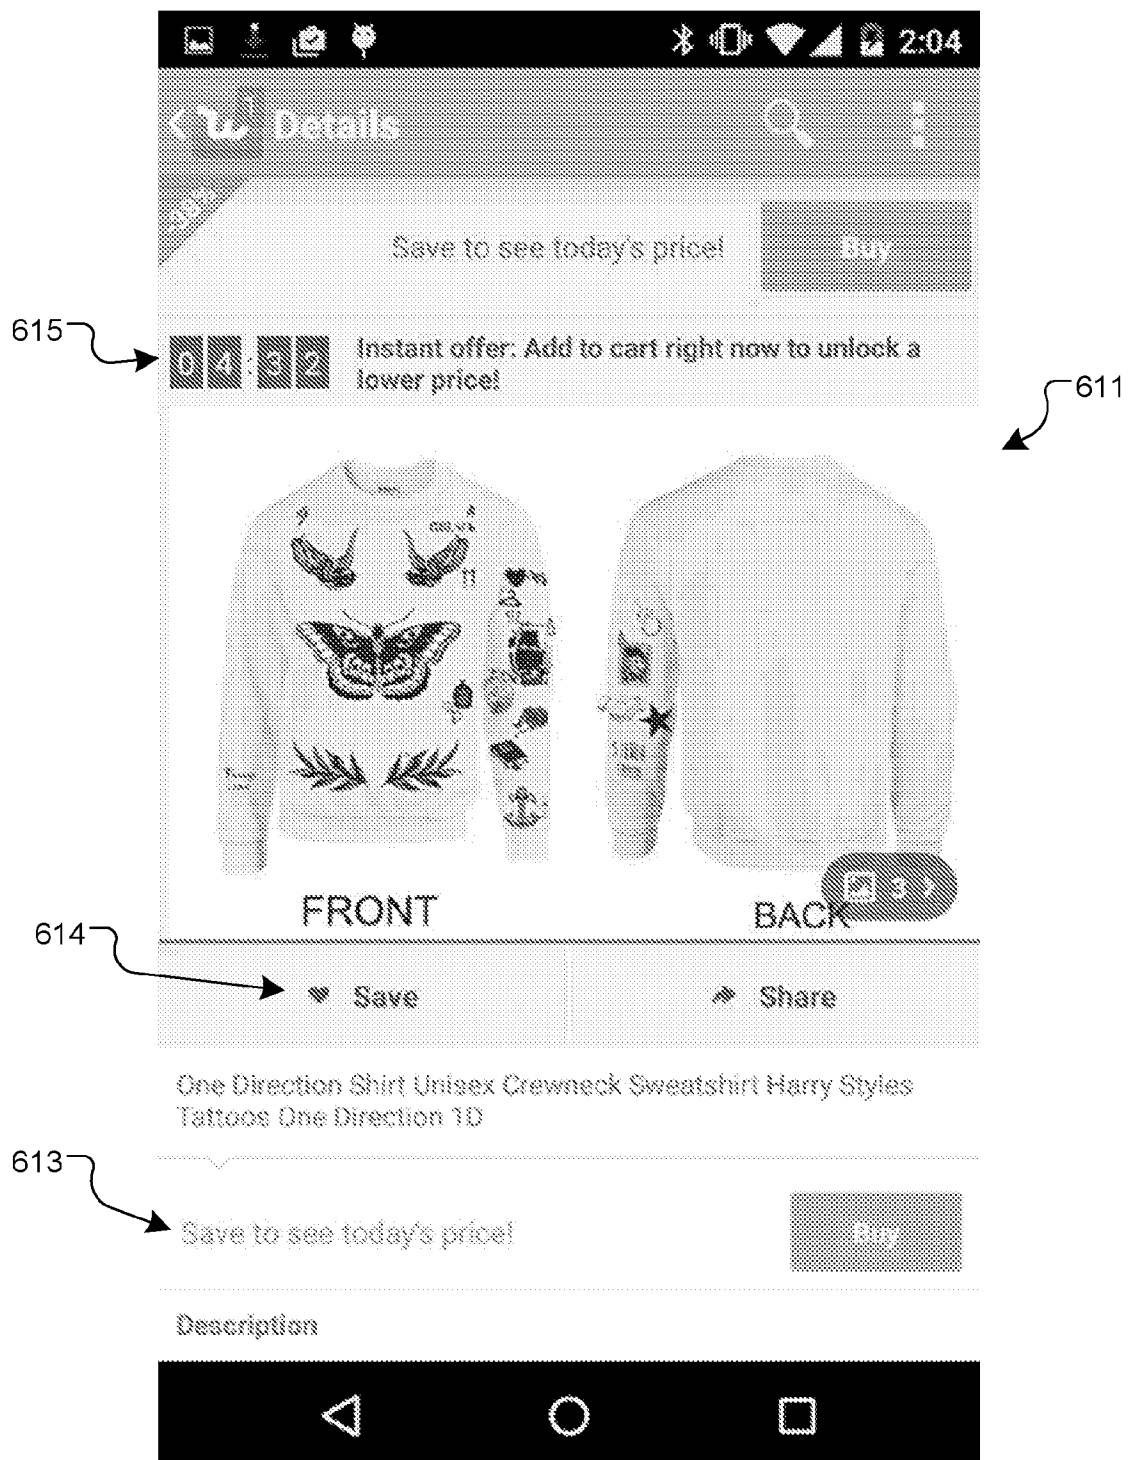 2:04
Details
Save to see today's price!
Buy
615
04:32
Instant offer: Add to cart right now to unlock a
lower price!
611
FRONT
BACK
3
614
Save
Share
One Direction Shirt Unisex Crewneck Sweatshirt Harry Styles
Tattoos One Direction 1D
613
Save to see today's price!
Buy
Description